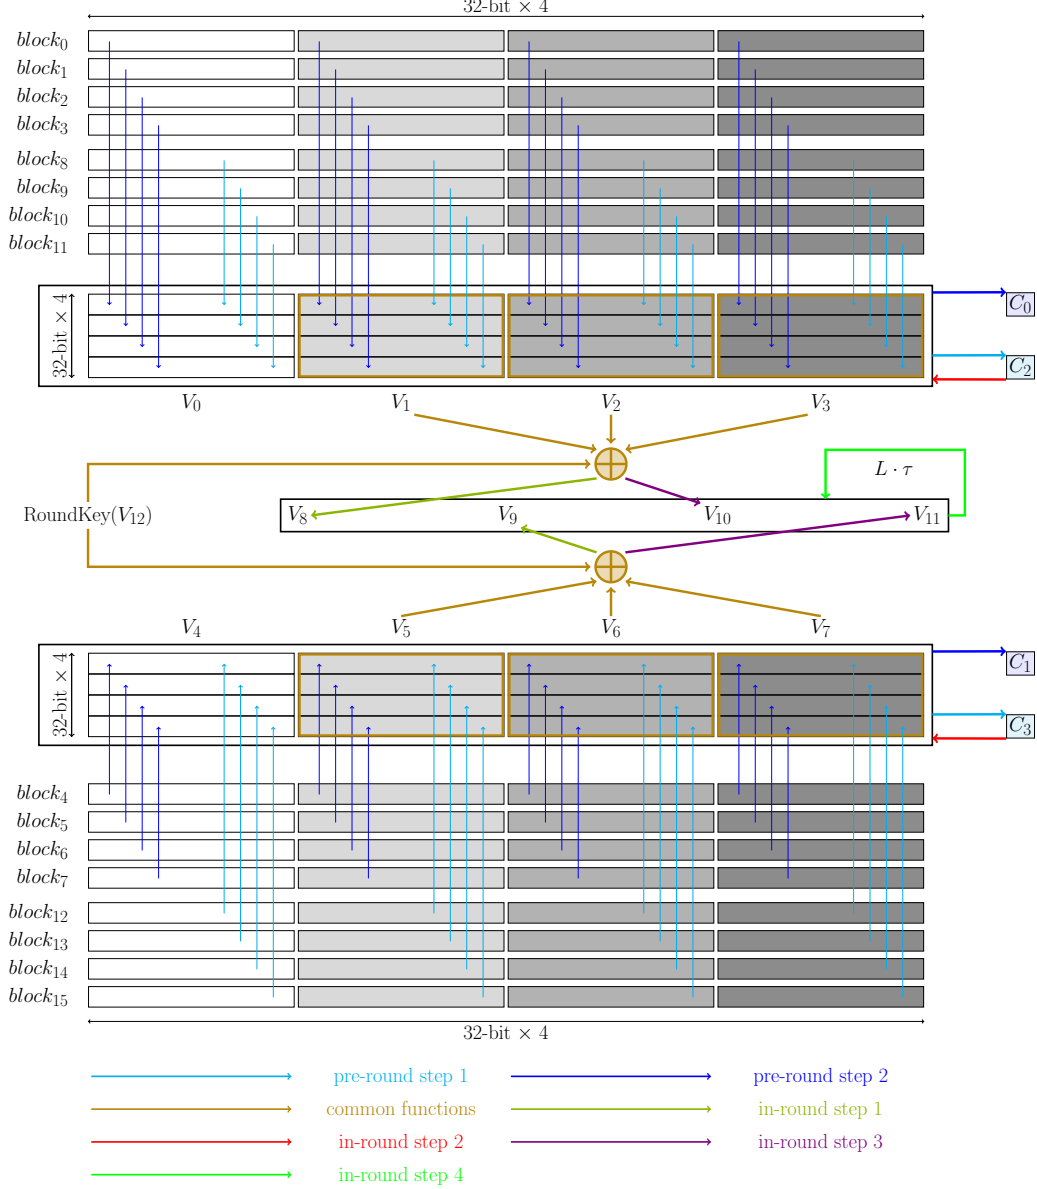 32-bit × 4
block₀
block₁
block₂
block₃
block₈
block₉
block₁₀
block₁₁
32-bit × 4
C₀
C₂
V₀ V₁ V₂ V₃
L · τ
RoundKey(V₁₂) V₈ V₉ V₁₀ V₁₁
V₄ V₅ V₆ V₇
32-bit × 4
C₁
C₃
block₄
block₅
block₆
block₇
block₁₂
block₁₃
block₁₄
block₁₅
32-bit × 4
pre-round step 1 pre-round step 2
common functions in-round step 1
in-round step 2 in-round step 3
in-round step 4